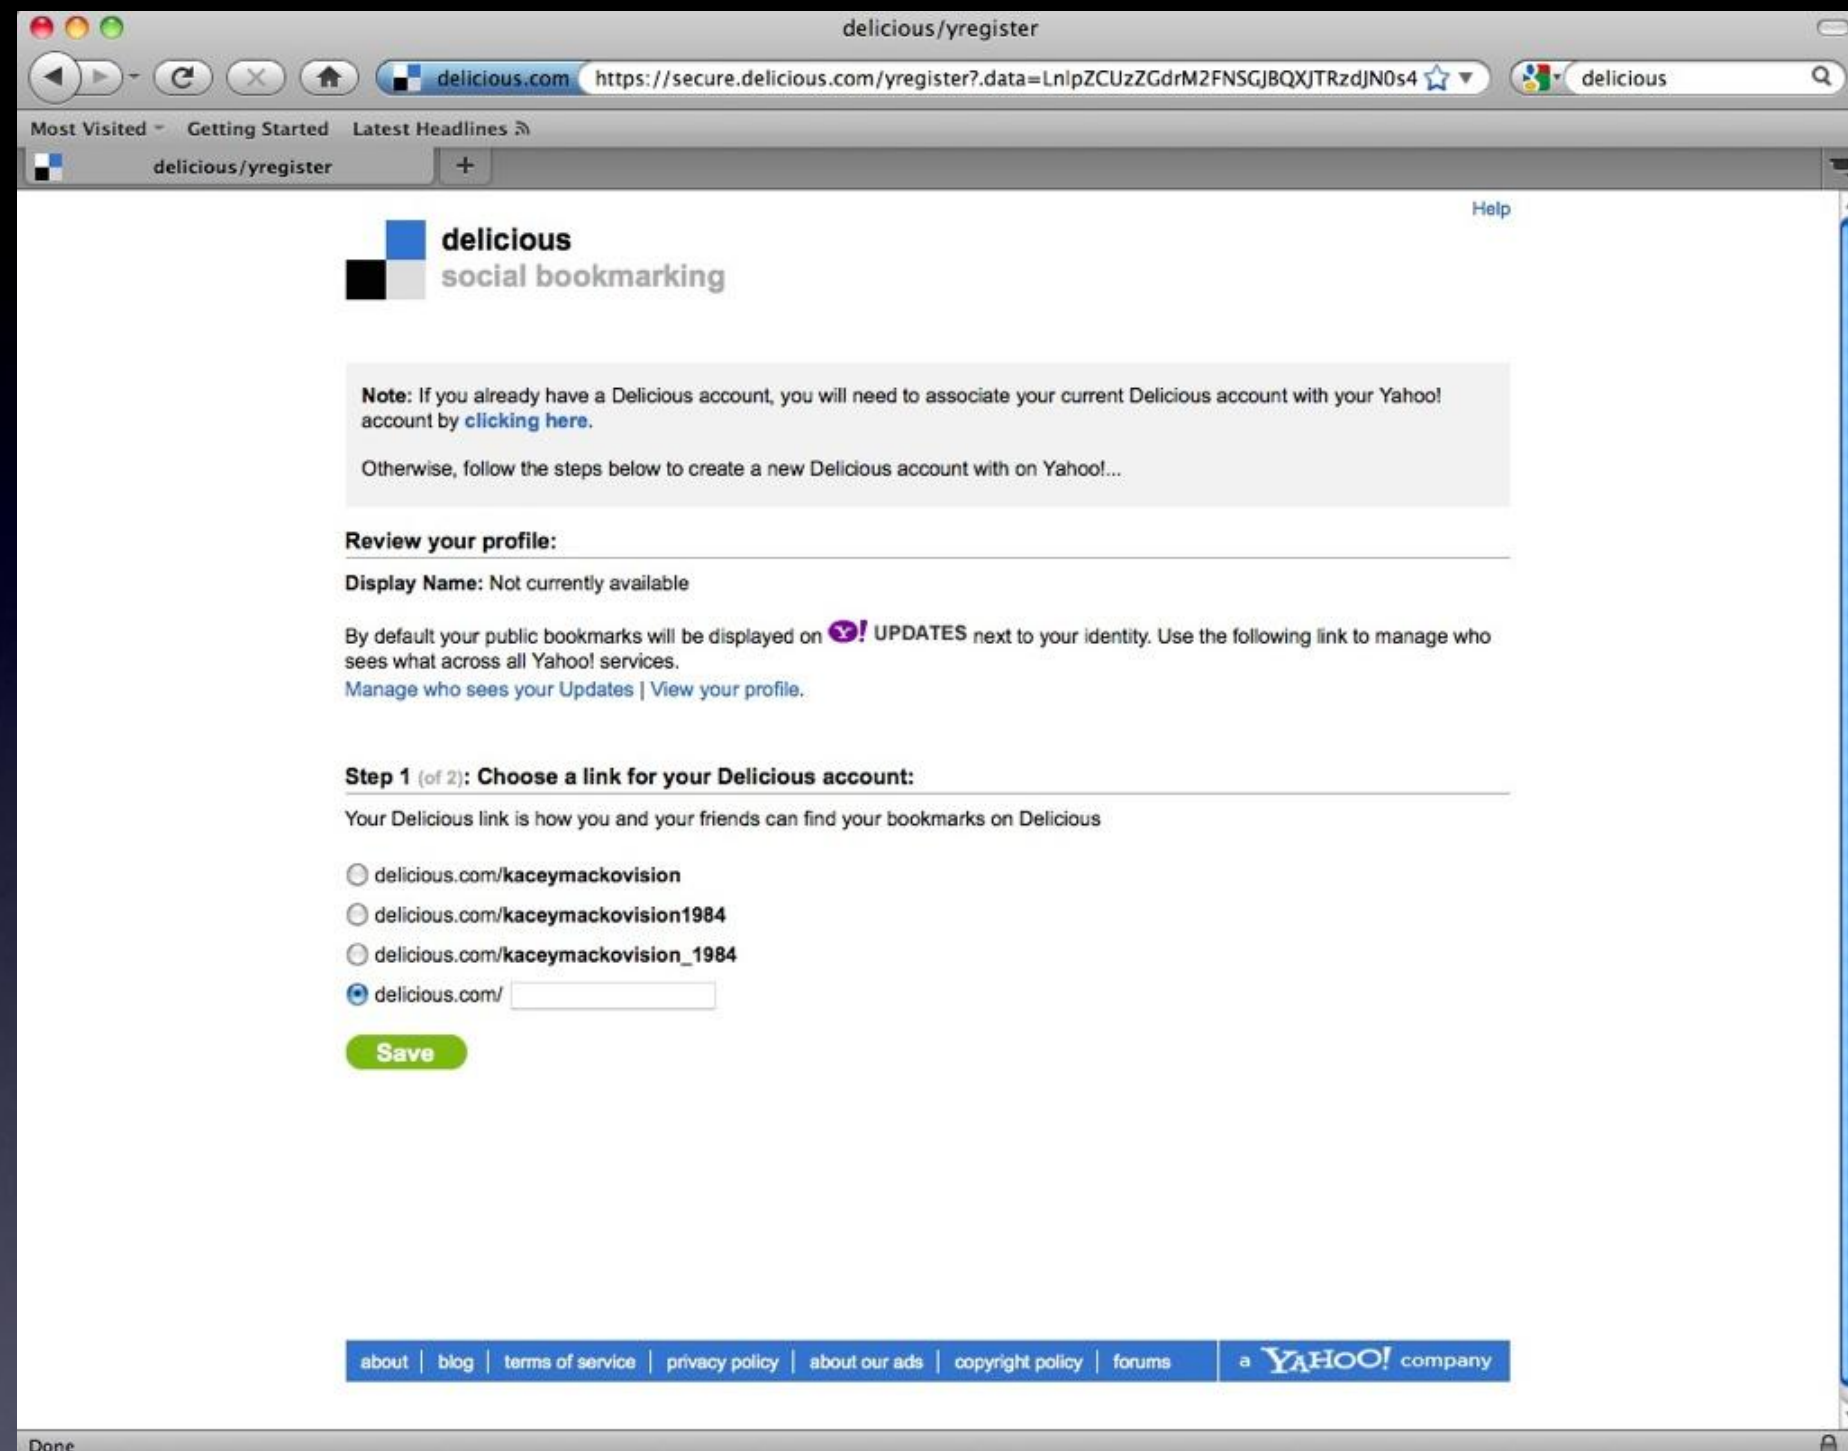 delicious/yregister
delicious.com https://secure.delicious.com/yregister?.data=LnlpZCUzZGdrM2FNSGJBQXJTRzdJN0s4 delicious
Most Visited Getting Started Latest Headlines
delicious/yregister +
Help
delicious
social bookmarking
Note: If you already have a Delicious account, you will need to associate your current Delicious account with your Yahoo!
account by clicking here.
Otherwise, follow the steps below to create a new Delicious account with on Yahoo!...
Review your profile:
Display Name: Not currently available
By default your public bookmarks will be displayed on Y! UPDATES next to your identity. Use the following link to manage who
sees what across all Yahoo! services.
Manage who sees your Updates | View your profile.
Step 1 (of 2): Choose a link for your Delicious account:
Your Delicious link is how you and your friends can find your bookmarks on Delicious
delicious.com/kaceymackovision
delicious.com/kaceymackovision1984
delicious.com/kaceymackovision_1984
delicious.com/
Save
about | blog | terms of service | privacy policy | about our ads | copyright policy | forums | a YAHOO! company
Done